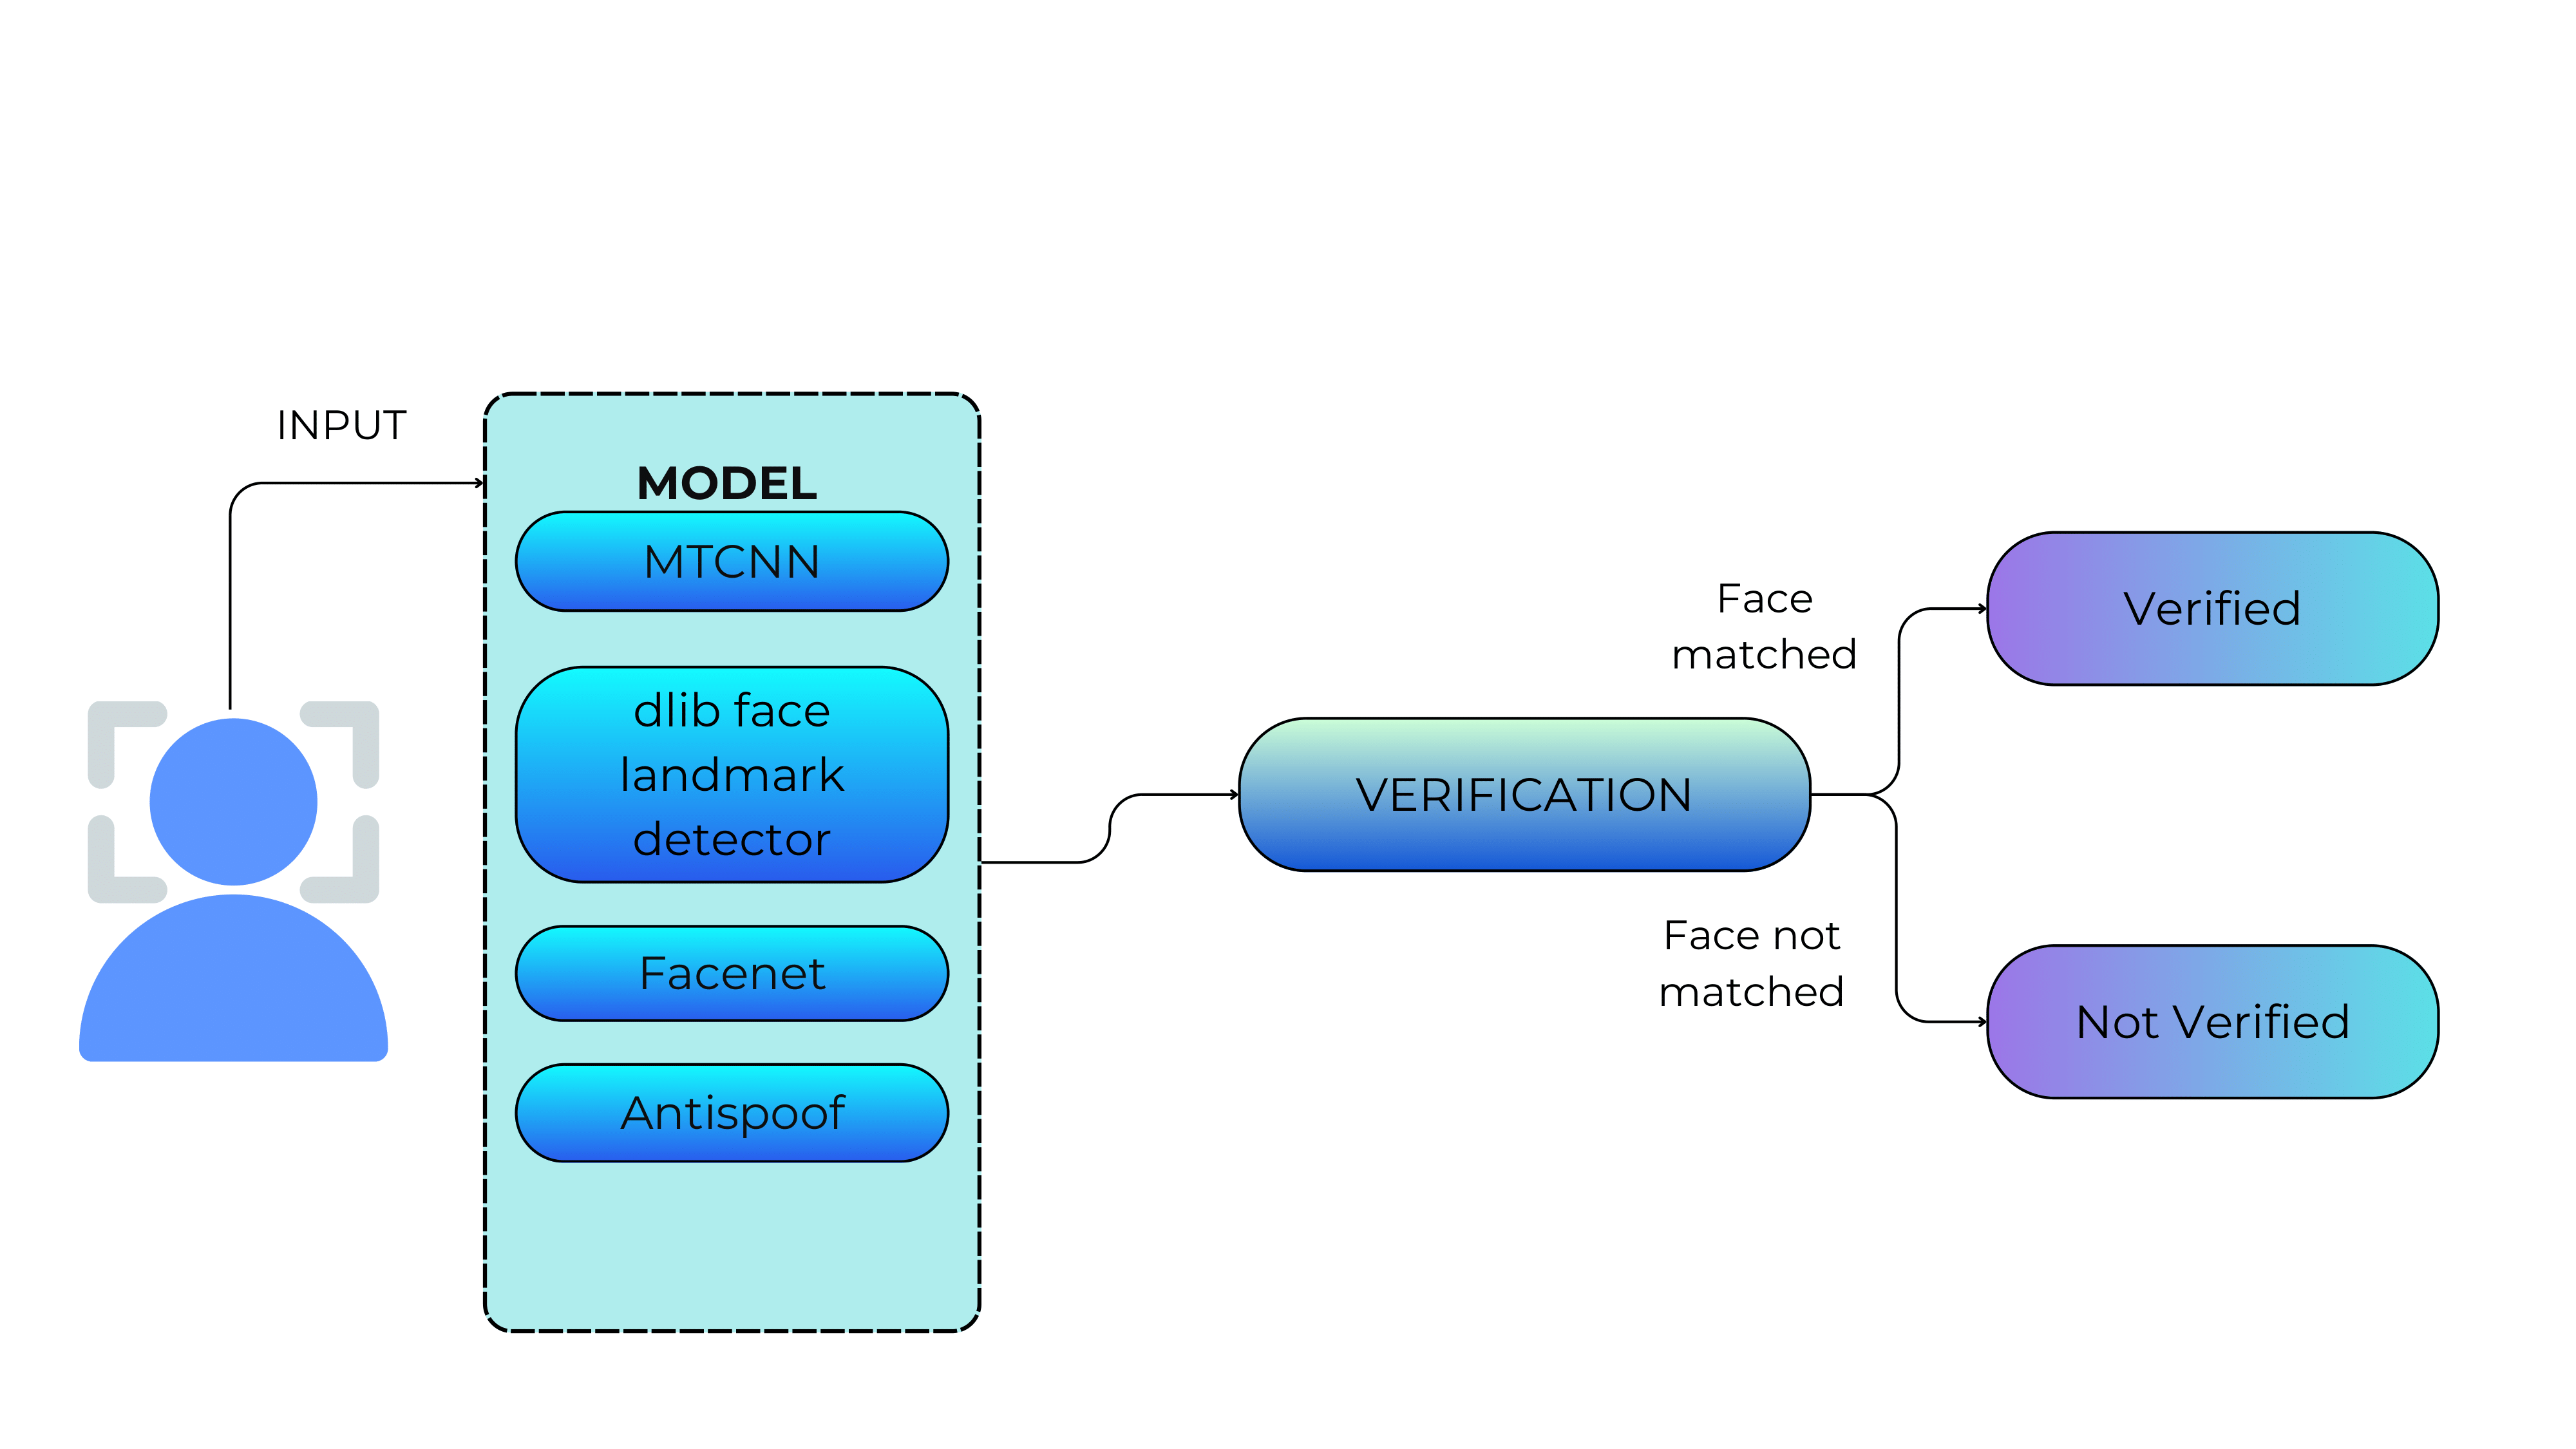 INPUT
MODEL
MTCNN
dlib face
landmark
detector
Facenet
Antispoof
VERIFICATION
Face
matched
Face not
matched
Verified
Not Verified